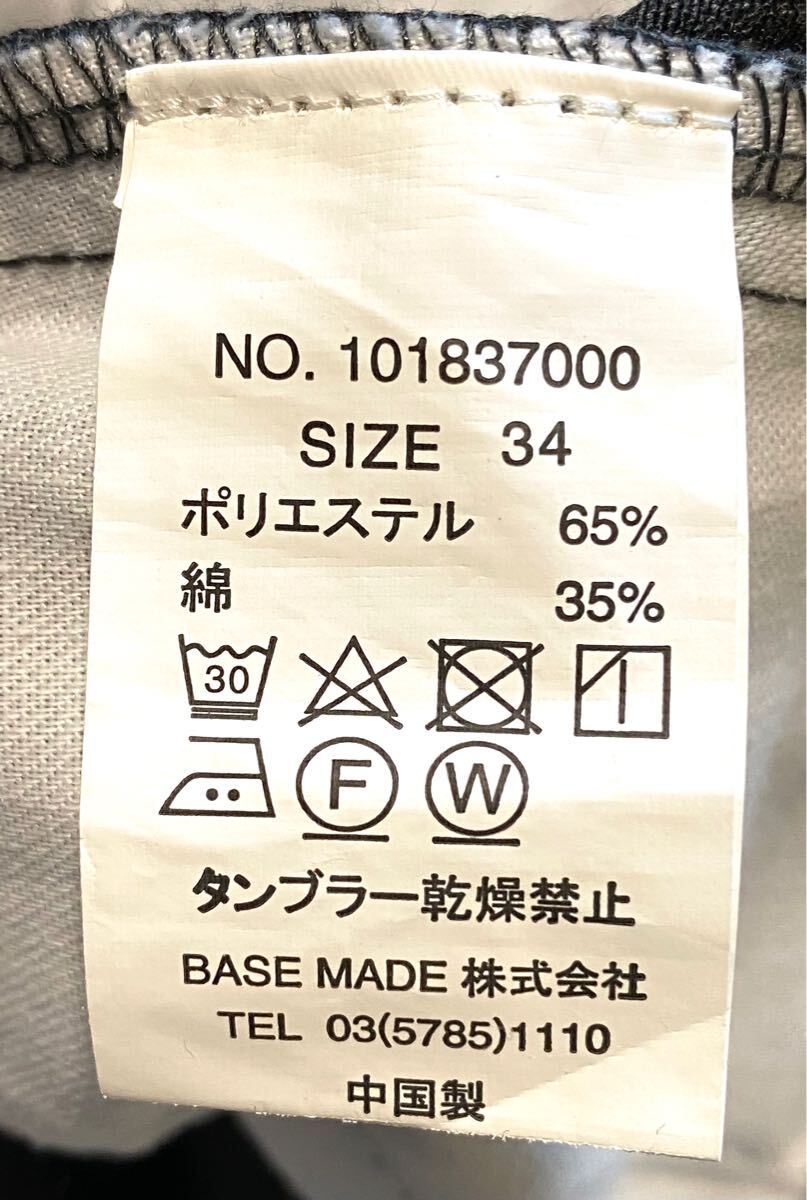 NO. 101837000
SIZE 34
ポリエステル 65%
綿 35%
30
F W
タンブラー乾燥禁止
BASE MADE 株式会社
TEL 03(5785)1110
中国製